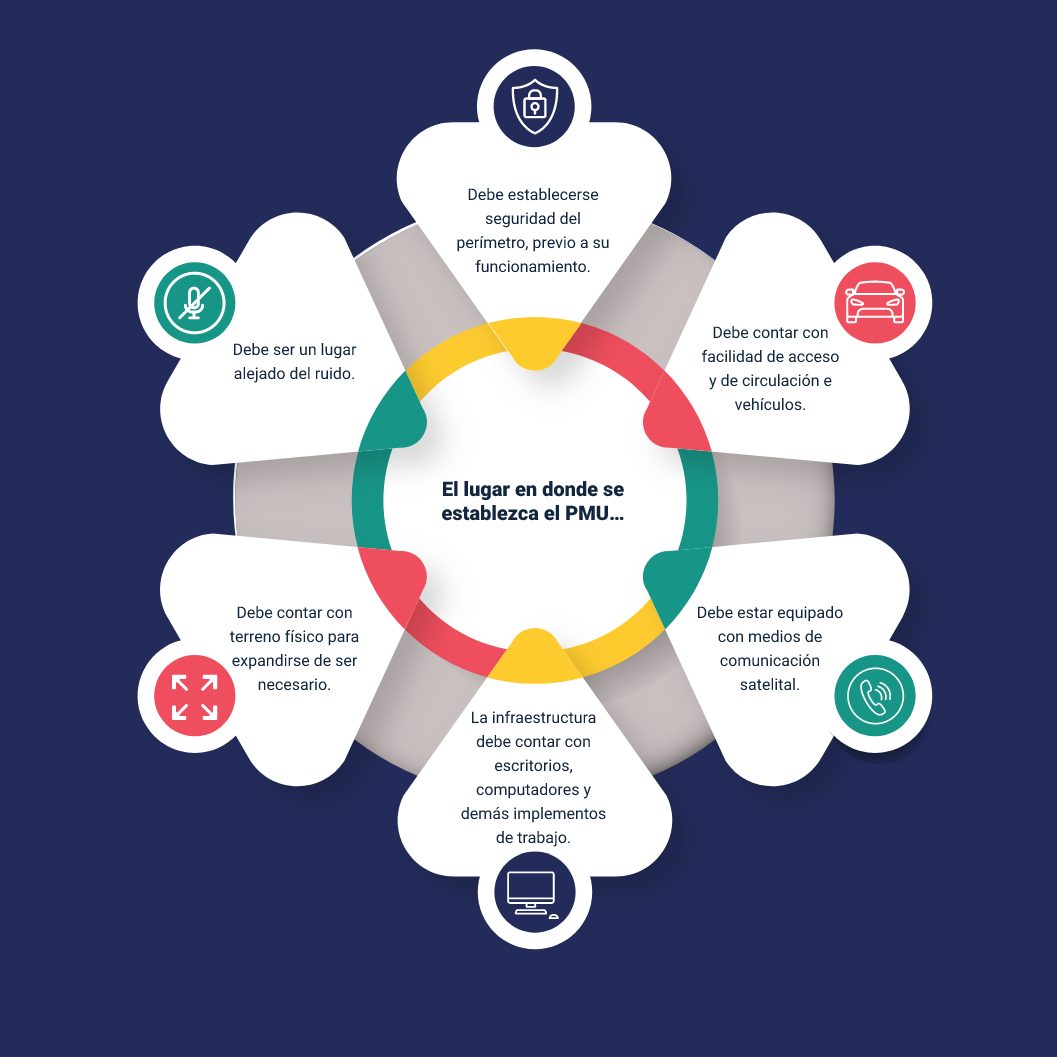 El lugar en donde se
establezca el PMU...
Debe establecerse
seguridad del
perímetro, previo a su
funcionamiento.
Debe contar con
facilidad de acceso
y de circulación e
vehículos.
Debe estar equipado
con medios de
comunicación
satelital.
La infraestructura
debe contar con
escritorios,
computadores y
demás implementos
de trabajo.
Debe contar con
terreno físico para
expandirse de ser
necesario.
Debe ser un lugar
alejado del ruido.